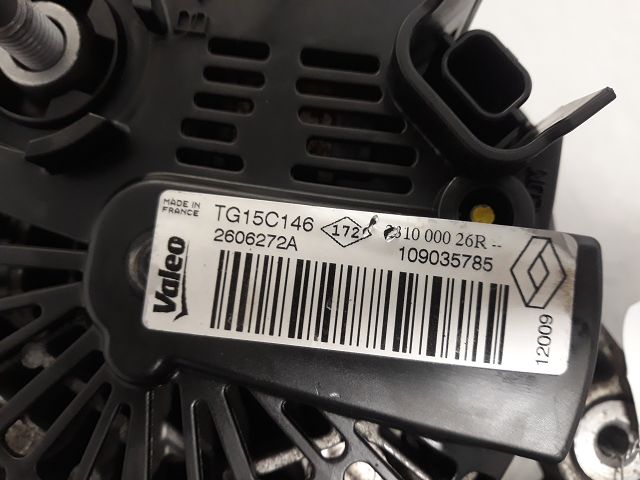 B
MADE IN
FRANCE
Valeo
TG15C146
2606272A
172
310 000 26R --
109035785
12009